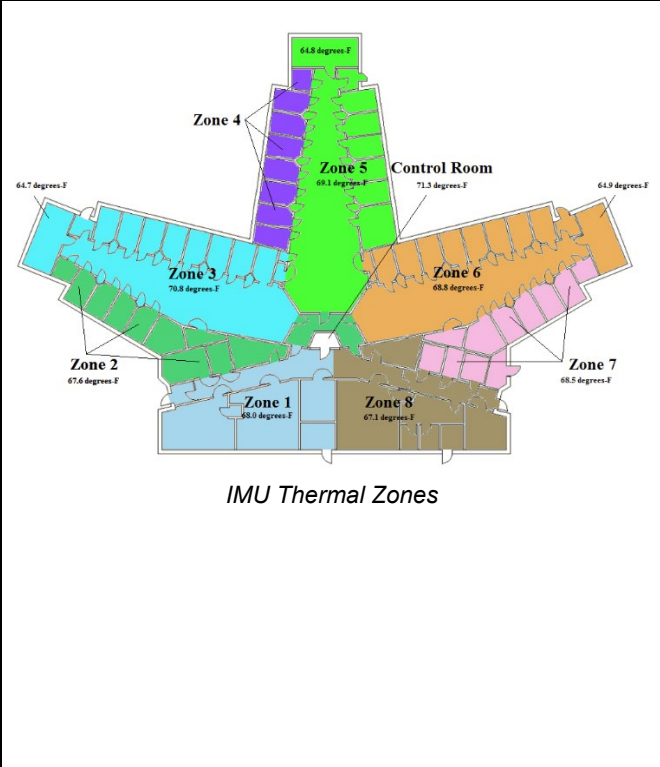 64.8 degrees-F
Zone 4
Zone 5
69.1 degrees-F
Control Room
71.3 degrees-F
64.7 degrees-F
64.9 degrees-F
Zone 3
70.8 degrees-F
Zone 6
68.8 degrees-F
Zone 2
67.6 degrees-F
Zone 7
68.5 degrees-F
Zone 1
68.0 degrees-F
Zone 8
67.1 degrees-F
IMU Thermal Zones